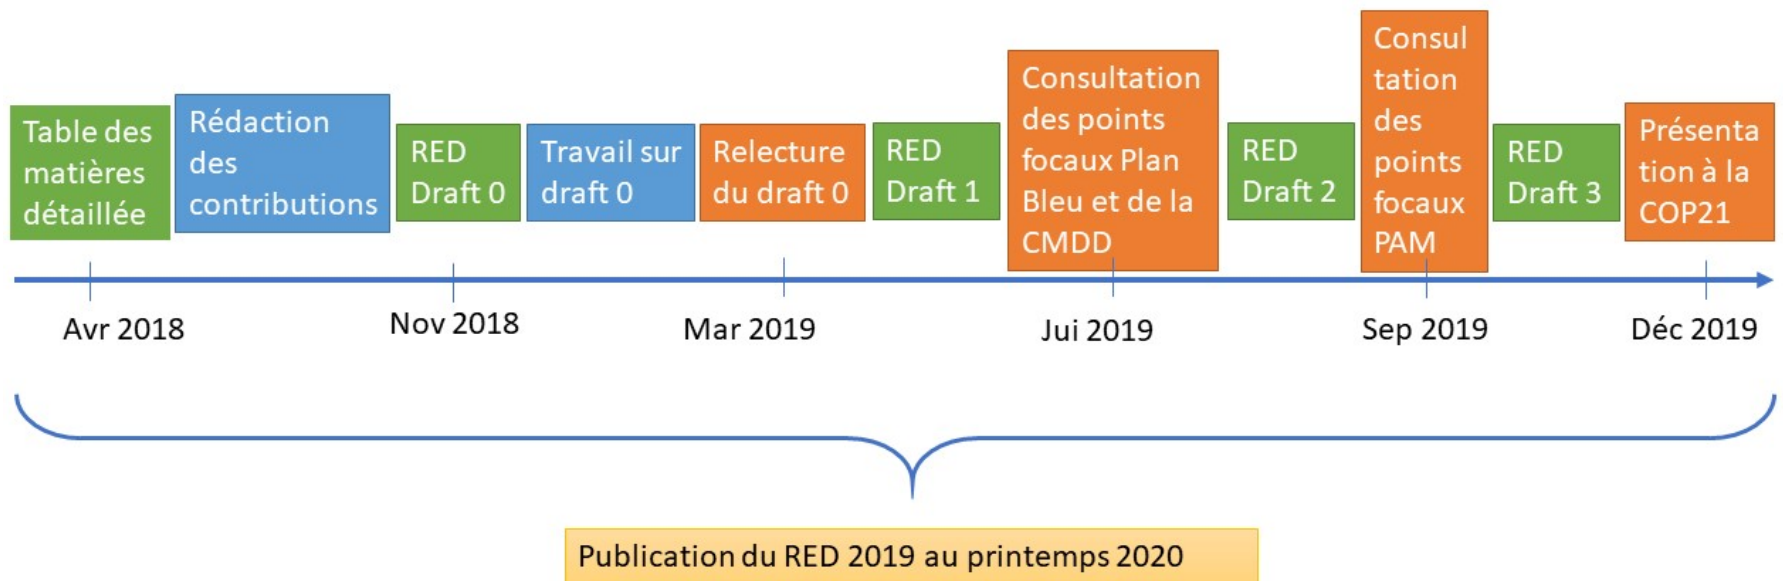 Table des
matières
détaillée
Rédaction
des
contributions
RED
Draft 0
Travail sur
draft 0
Relecture
du draft 0
RED
Draft 1
Consultation
des points
focaux Plan
Bleu et de la
CMDD
RED
Draft 2
Consul
tation
des
points
focaux
PAM
RED
Draft 3
Présenta
tion à la
COP21
Avr 2018
Nov 2018
Mar 2019
Jui 2019
Sep 2019
Déc 2019
Publication du RED 2019 au printemps 2020